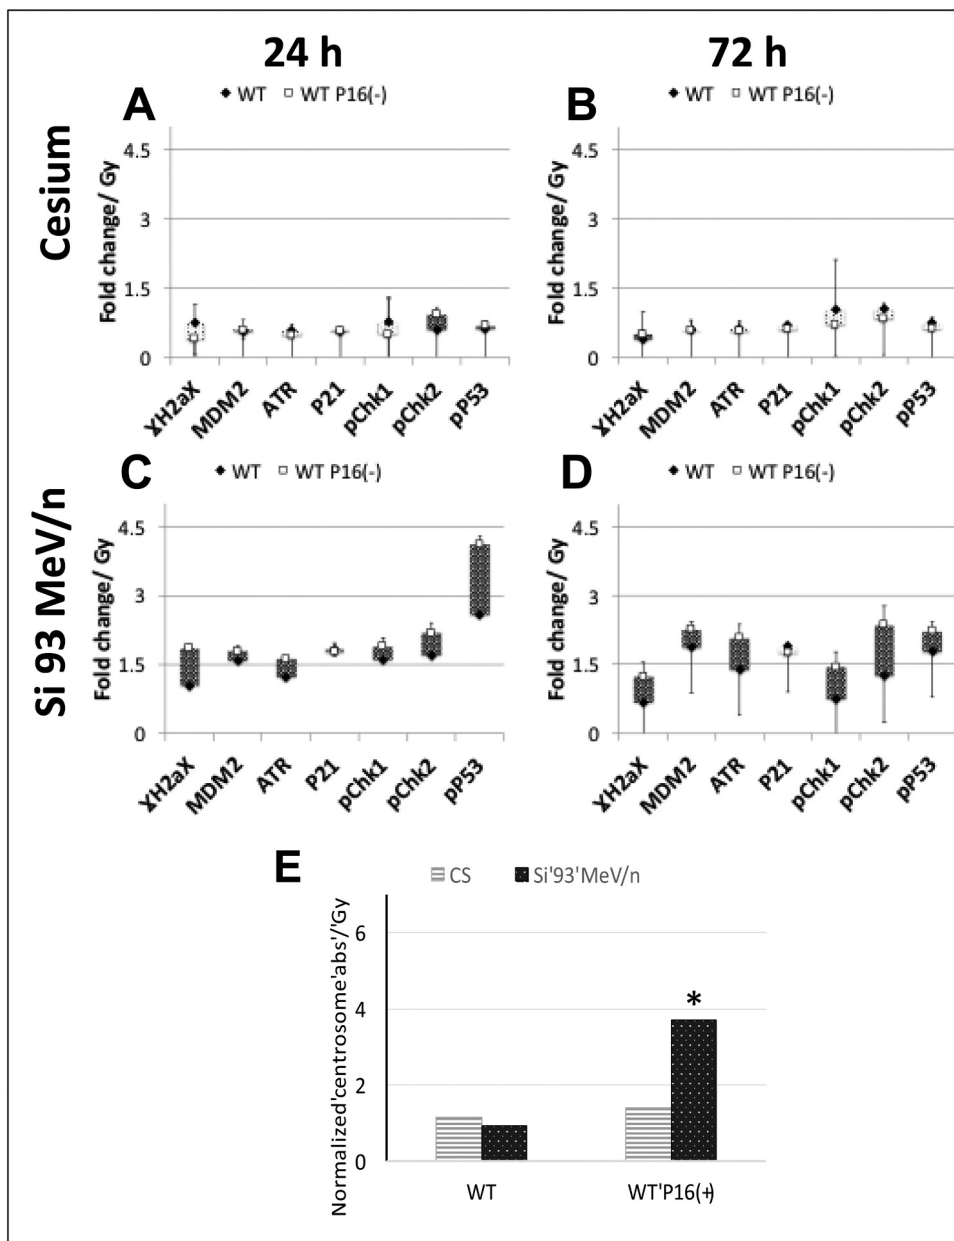 24 h 72 h
A WT WT P16(-) B WT WT P16(-)
Cesium
Fold change/ Gy
4.5
3
1.5
0
ɣH2aX MDM2 ATR P21 pChk1 pChk2 pP53
Fold change/ Gy
4.5
3
1.5
0
ɣH2aX MDM2 ATR P21 pChk1 pChk2 pP53
C WT WT P16(-) D WT WT P16(-)
Si 93 MeV/n
Fold change/ Gy
4.5
3
1.5
0
ɣH2aX MDM2 ATR P21 pChk1 pChk2 pP53
Fold change/ Gy
4.5
3
1.5
0
ɣH2aX MDM2 ATR P21 pChk1 pChk2 pP53
E CS Si'93'MeV/n
Normalized'centrosome'abs'/'Gy
6
4
2
0
*
WT WT'P16(+)